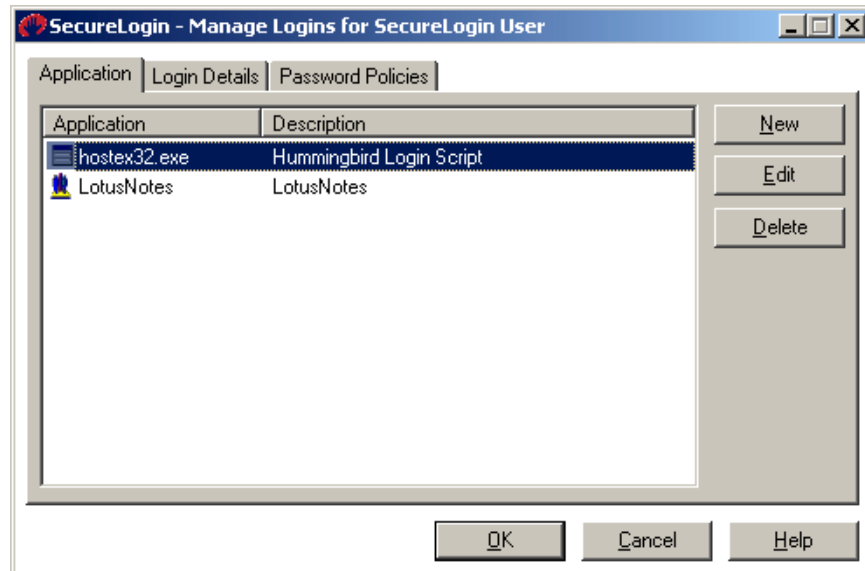 SecureLogin - Manage Logins for SecureLogin User
Application Login Details Password Policies
Application Description
hostex32.exe Hummingbird Login Script
LotusNotes LotusNotes
New
Edit
Delete
OK Cancel Help